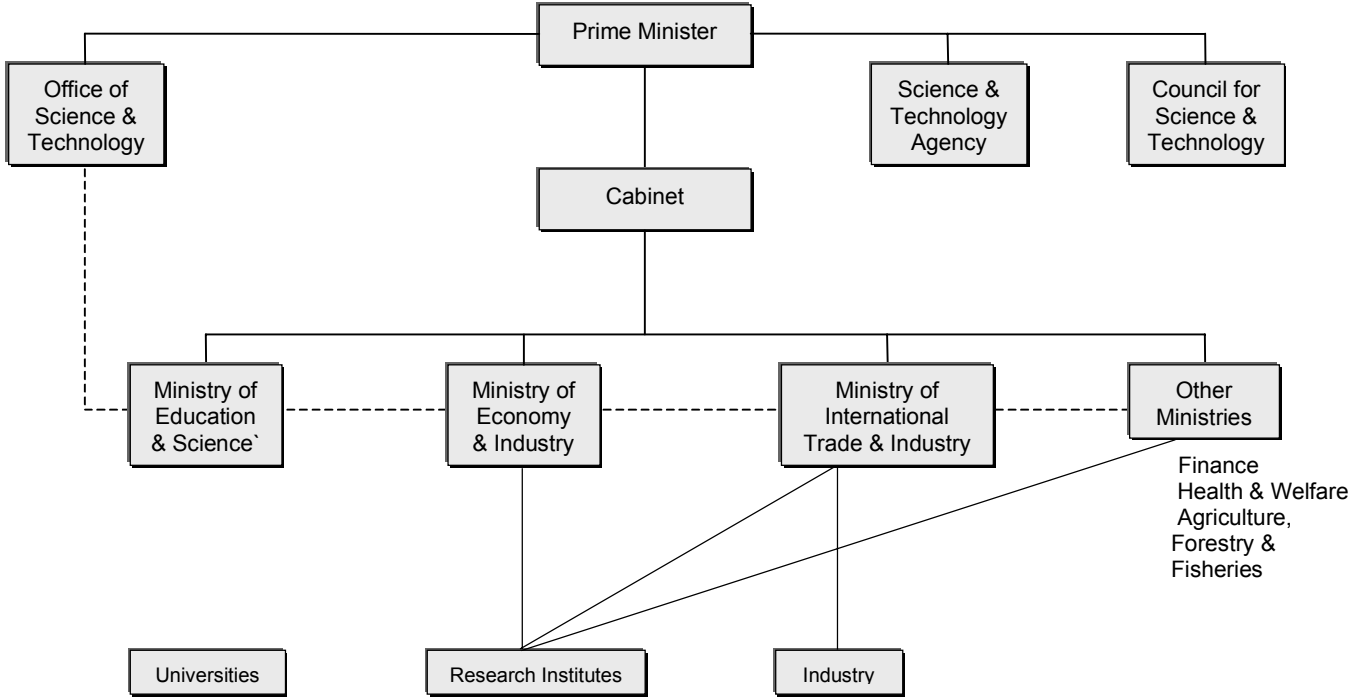 Prime Minister
Office of
Science &
Technology
Science &
Technology
Agency
Council for
Science &
Technology
Cabinet
Ministry of
Education
& Science`
Ministry of
Economy
& Industry
Ministry of
International
Trade & Industry
Other
Ministries
Finance
Health & Welfare
Agriculture,
Forestry &
Fisheries
Universities
Research Institutes
Industry